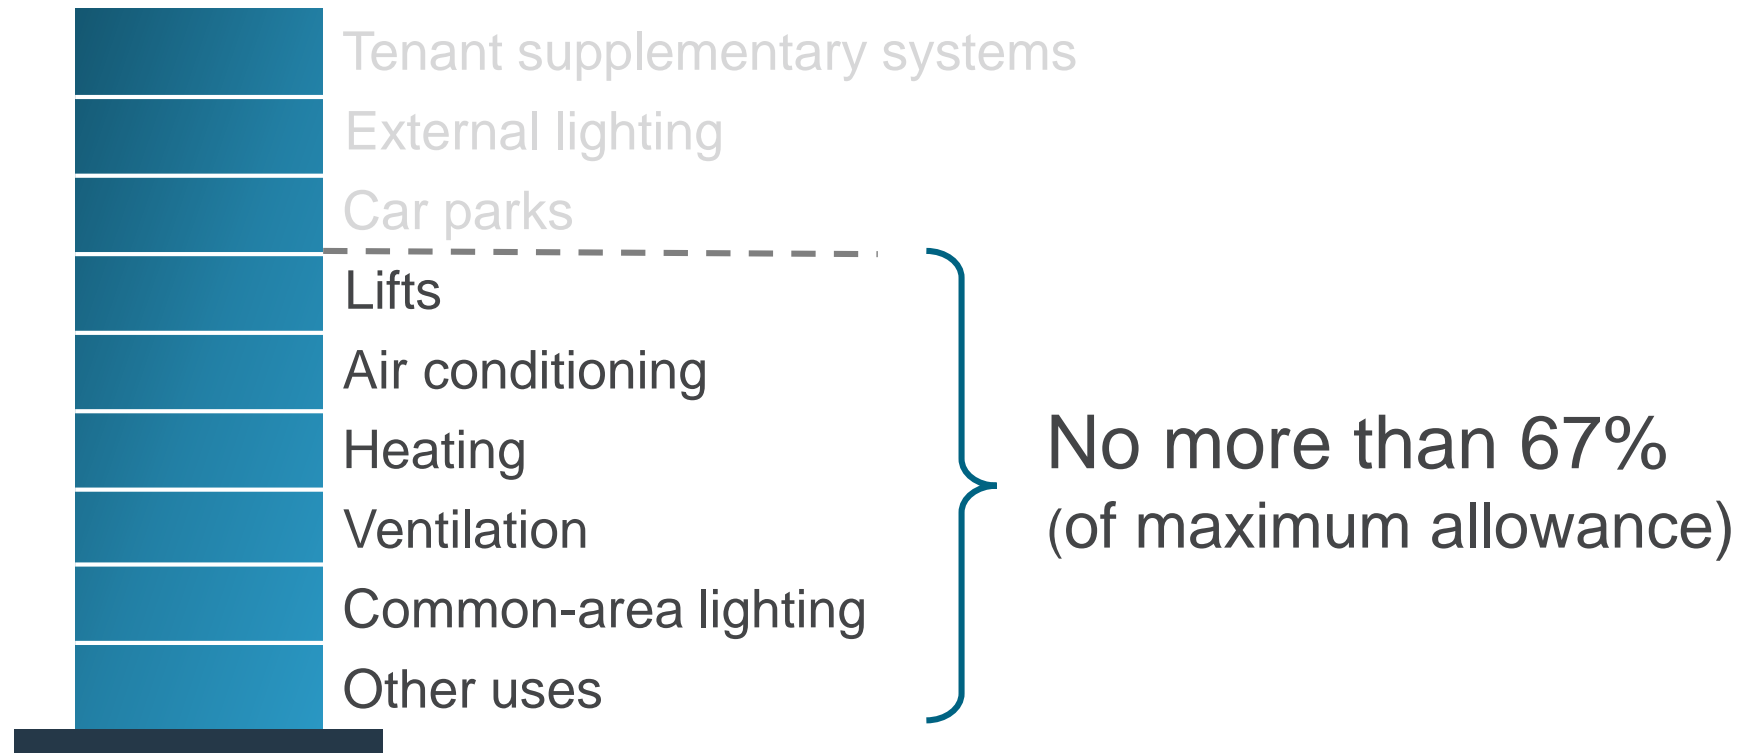 Tenant supplementary systems
External lighting
Car parks
Lifts
Air conditioning
Heating
Ventilation
Common-area lighting
Other uses
No more than 67%
(of maximum allowance)